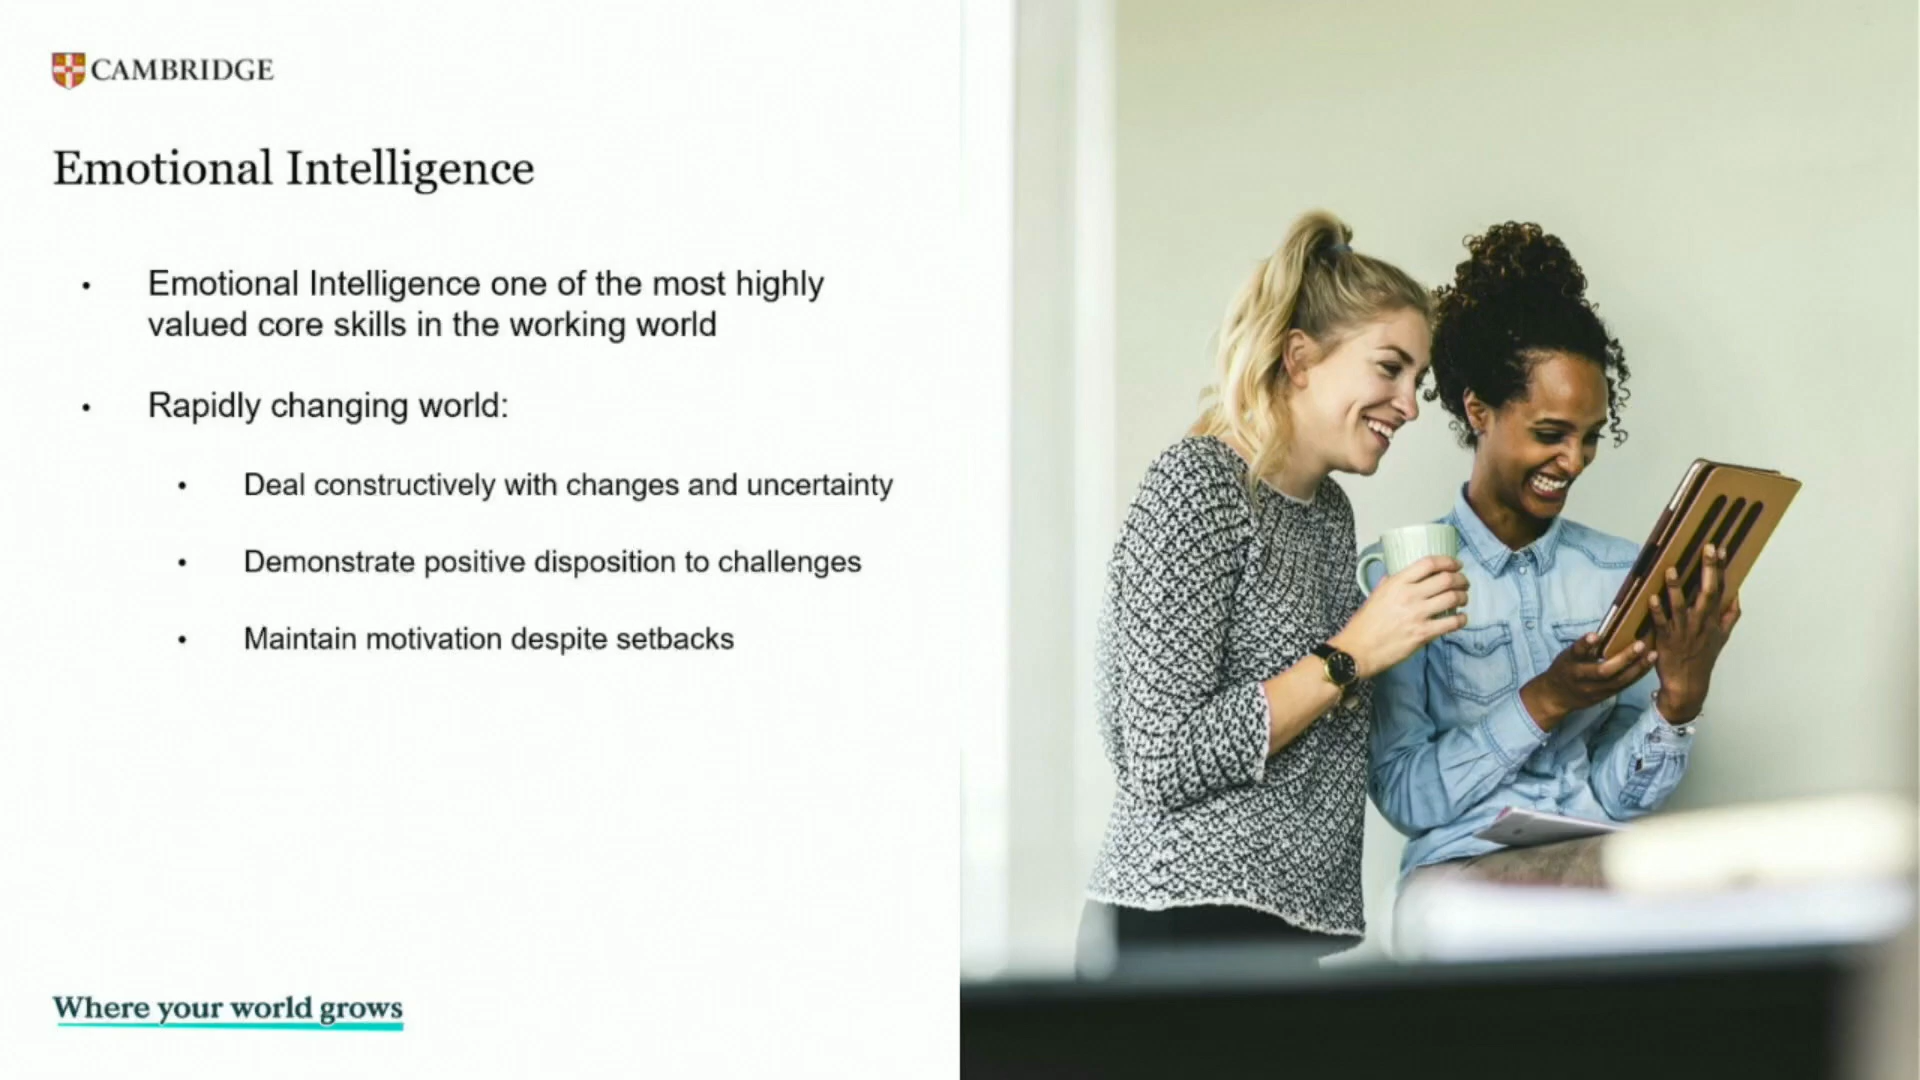 CAMBRIDGE
Emotional Intelligence
• Emotional Intelligence one of the most highly
valued core skills in the working world
• Rapidly changing world:
• Deal constructively with changes and uncertainty
• Demonstrate positive disposition to challenges
• Maintain motivation despite setbacks
Where your world grows